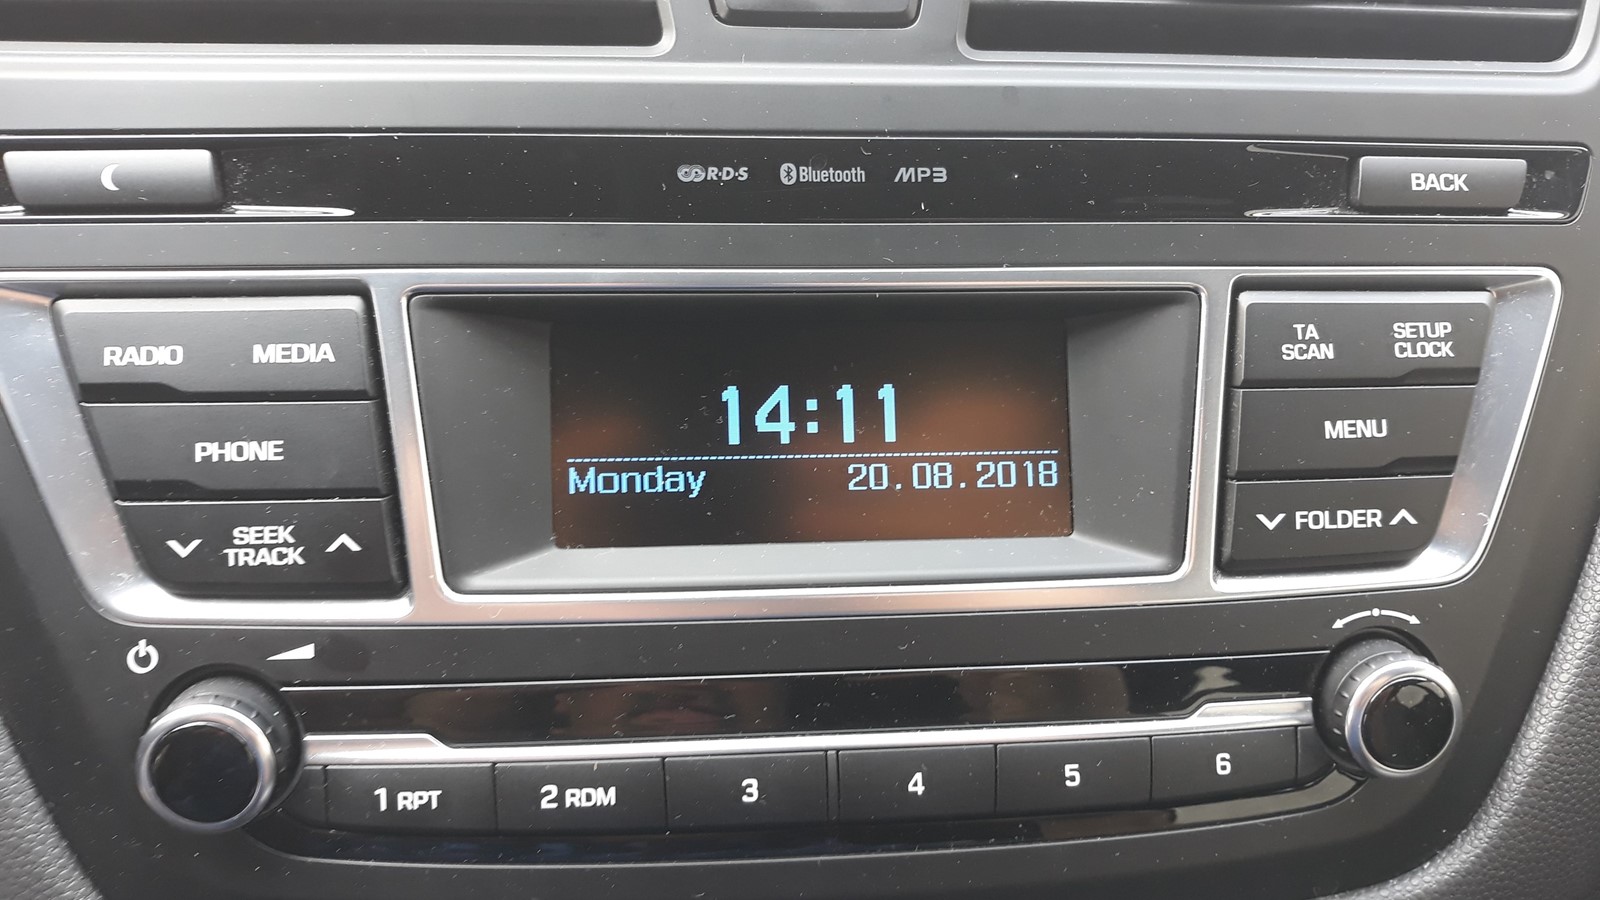 R·D·S Bluetooth MP3
BACK
RADIO MEDIA
PHONE
SEEK
TRACK
14:11
Monday 20.08.2018
TA
SCAN
SETUP
CLOCK
MENU
FOLDER
1 RPT 2 RDM 3 4 5 6